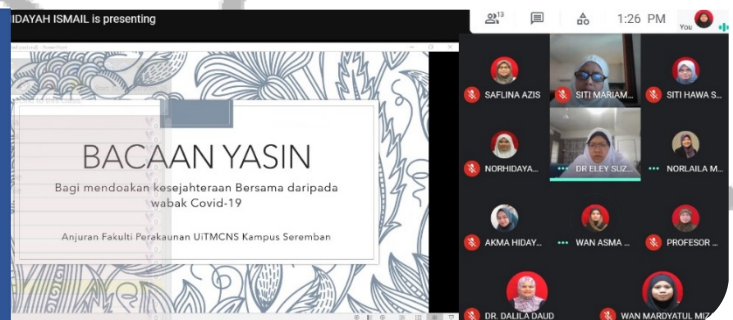 IDAYAH ISMAIL is presenting
13
1:26 PM
You
BACAAN YASIN
Bagi mendoakan kesejahteraan Bersama daripada
wabak Covid-19
Anjuran Fakulti Perakaunan UiTMCNS Kampus Seremban
SAFLINA AZIS
SITI MARIAM...
SITI HAWA S...
NORHIDAYA...
DR ELEY SUZ...
NORLAILA M...
AKMA HIDAY...
WAN ASMA ...
PROFESOR ...
DR. DALILA DAUD
WAN MARDYATUL MIZ